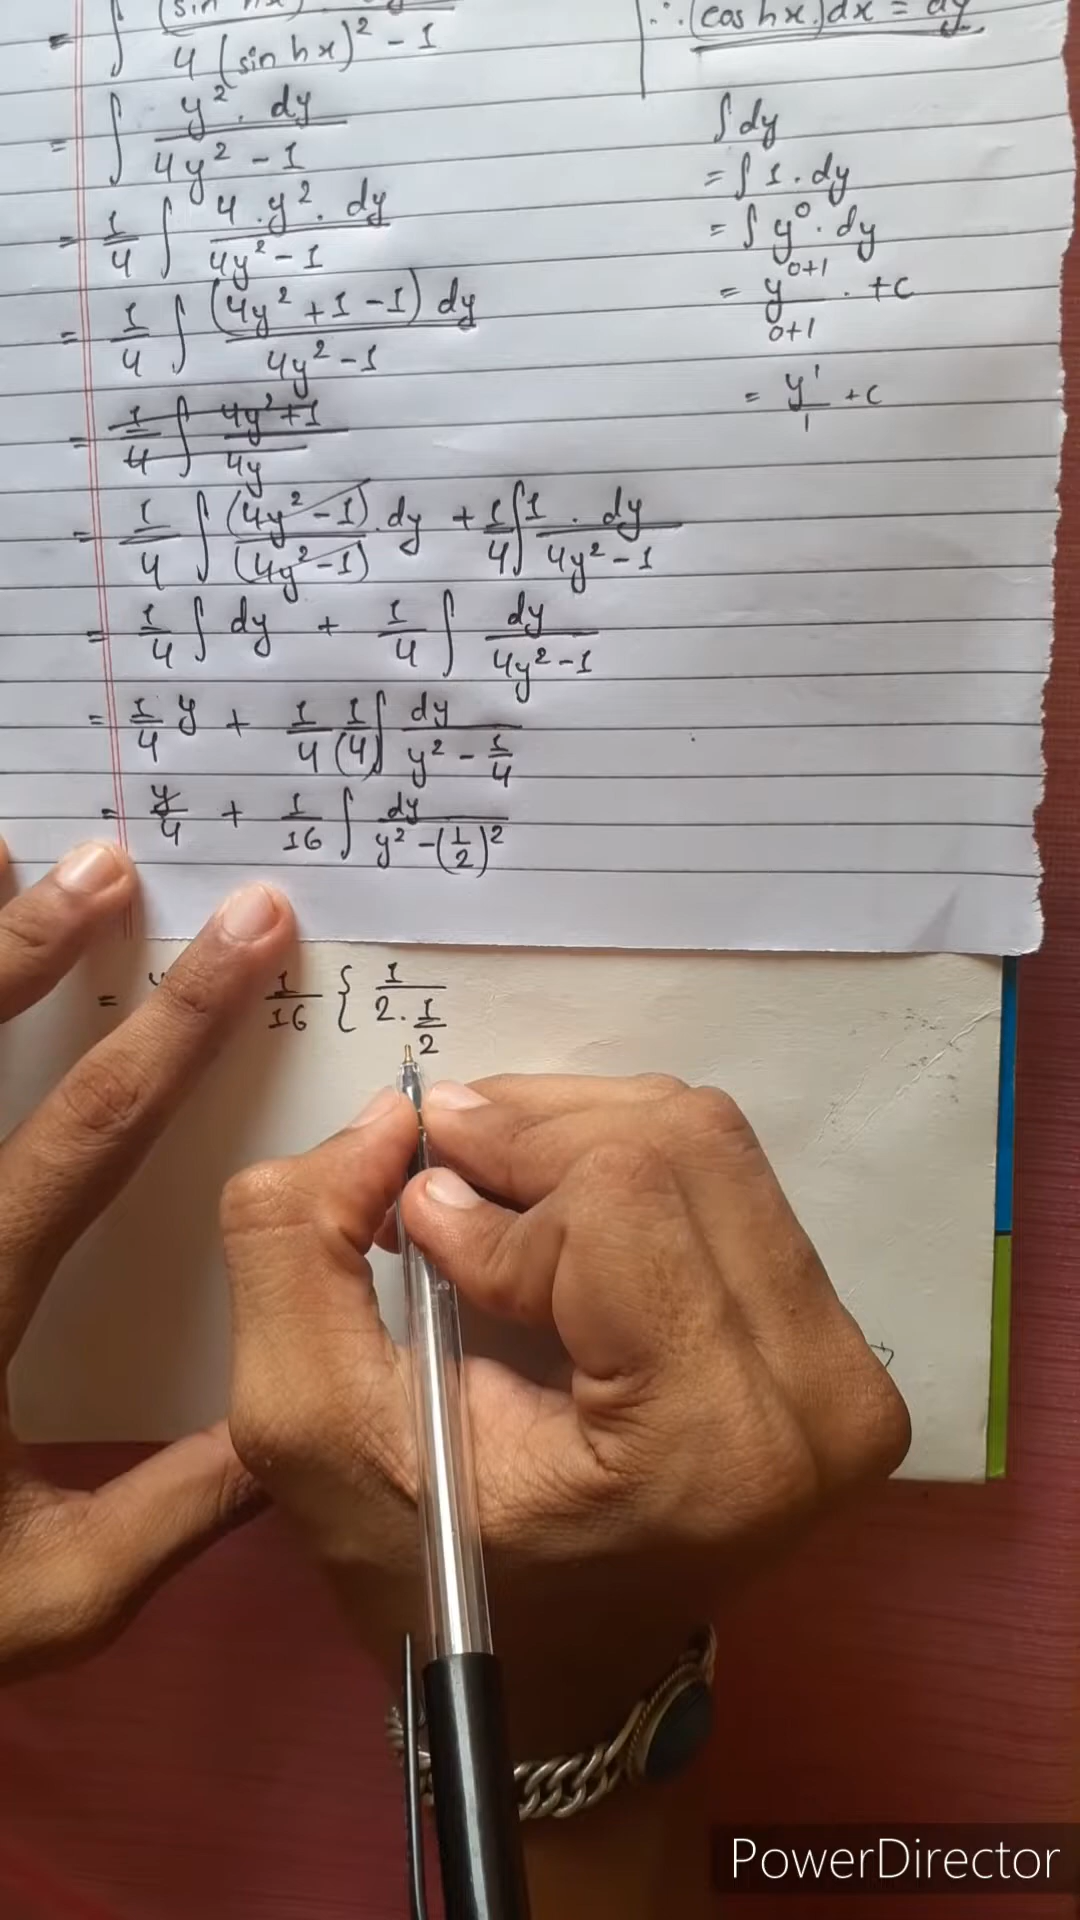 = ∫ (sin hx)
4 (sin hx)² - 1
∴ (cos hx) dx = dy
= ∫ y² . dy / 4y² - 1
= 1/4 ∫ 4 . y² . dy / 4y² - 1
= 1/4 ∫ (4y² + 1 - 1) dy / 4y² - 1
= 1/4 ∫ 4y² + 1 / 4y
= 1/4 ∫ (4y² - 1) . dy / (4y² - 1) + 1/4 ∫ 1 . dy / 4y² - 1
= 1/4 ∫ dy + 1/4 ∫ dy / 4y² - 1
= 1/4 y + 1/4 1/(4) ∫ dy / y² - 1/4
= y/4 + 1/16 ∫ dy / y² - (1/2)²
= 1/16 { 1 / 2 . 1/2
∫ dy
= ∫ 1 . dy
= ∫ y⁰ . dy
= y⁰⁺¹ / 0+1 . + c
= y¹ / 1 + c
PowerDirector